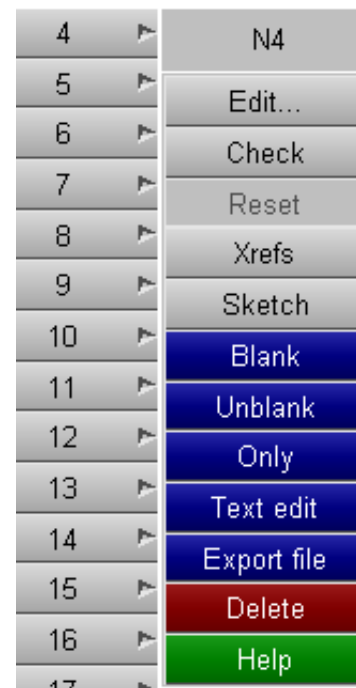 4
5
6
7
8
9
10
11
12
13
14
15
16
17
N4
Edit...
Check
Reset
Xrefs
Sketch
Blank
Unblank
Only
Text edit
Export file
Delete
Help